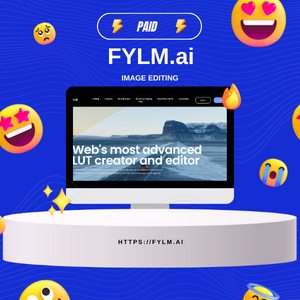 PAID
FYLM.ai
IMAGE EDITING
Web's most advanced
LUT creator and editor
HTTPS://FYLM.AI